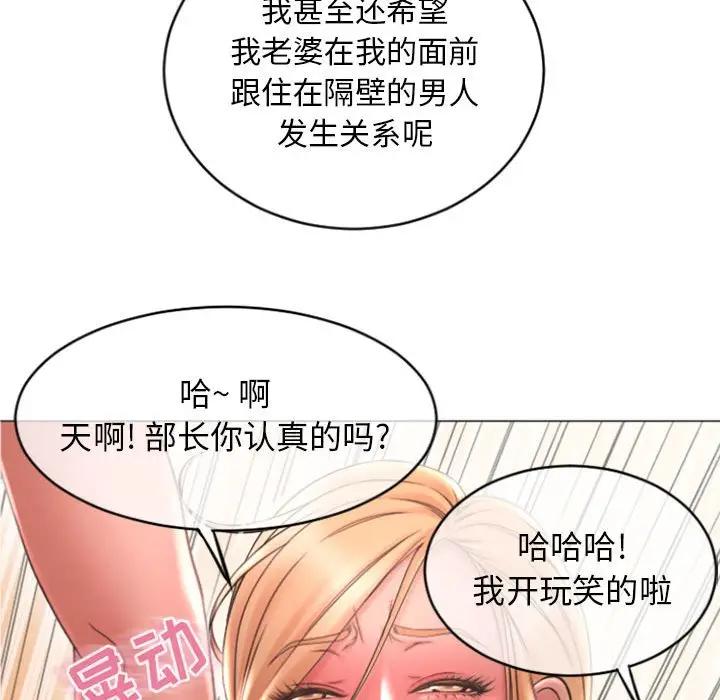 我甚至还希望
我老婆在我的面前
跟住在隔壁的男人
发生关系呢
哈~ 啊
天啊! 部长你认真的吗?
哈哈哈!
我开玩笑的啦
晃动